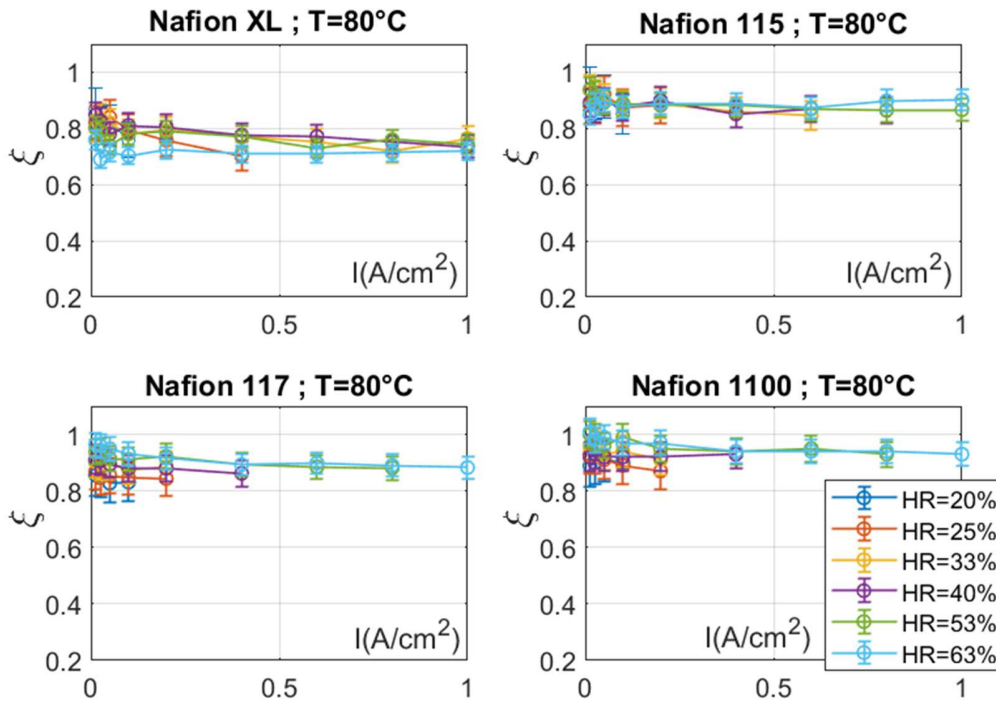 Nafion XL ; T=80°C
1
0.8
0.6
0.4
0.2
ξ
I(A/cm²)
0
0.5
1
Nafion 115 ; T=80°C
1
0.8
0.6
0.4
0.2
ξ
I(A/cm²)
0
0.5
1
Nafion 117 ; T=80°C
1
0.8
0.6
0.4
0.2
ξ
I(A/cm²)
0
0.5
1
Nafion 1100 ; T=80°C
1
0.8
0.6
0.4
0.2
ξ
I(A/cm²)
0
0.5
1
HR=20%
HR=25%
HR=33%
HR=40%
HR=53%
HR=63%